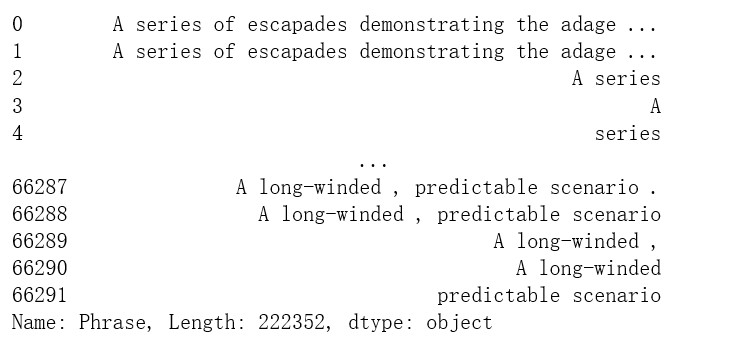 0 A series of escapades demonstrating the adage ...
1 A series of escapades demonstrating the adage ...
2 A series
3 A
4 series
...
66287 A long-winded , predictable scenario .
66288 A long-winded , predictable scenario
66289 A long-winded ,
66290 A long-winded
66291 predictable scenario
Name: Phrase, Length: 222352, dtype: object